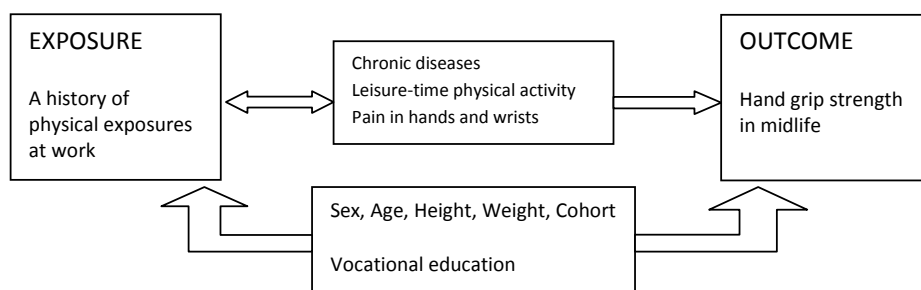 EXPOSURE
A history of
physical exposures
at work
Chronic diseases
Leisure-time physical activity
Pain in hands and wrists
OUTCOME
Hand grip strength
in midlife
Sex, Age, Height, Weight, Cohort
Vocational education